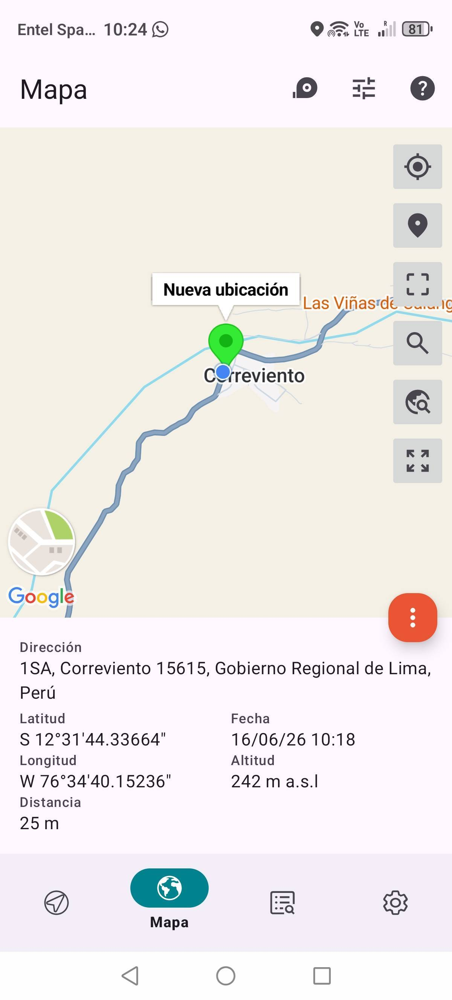 Entel Spa... 10:24 Vo LTE R 81
Mapa
Nueva ubicación
Las Viñas de
Correviento
Google
Dirección
1SA, Correviento 15615, Gobierno Regional de Lima,
Perú
Latitud
S 12°31'44.33664"
Fecha
16/06/26 10:18
Longitud
W 76°34'40.15236"
Altitud
242 m a.s.l
Distancia
25 m
Mapa